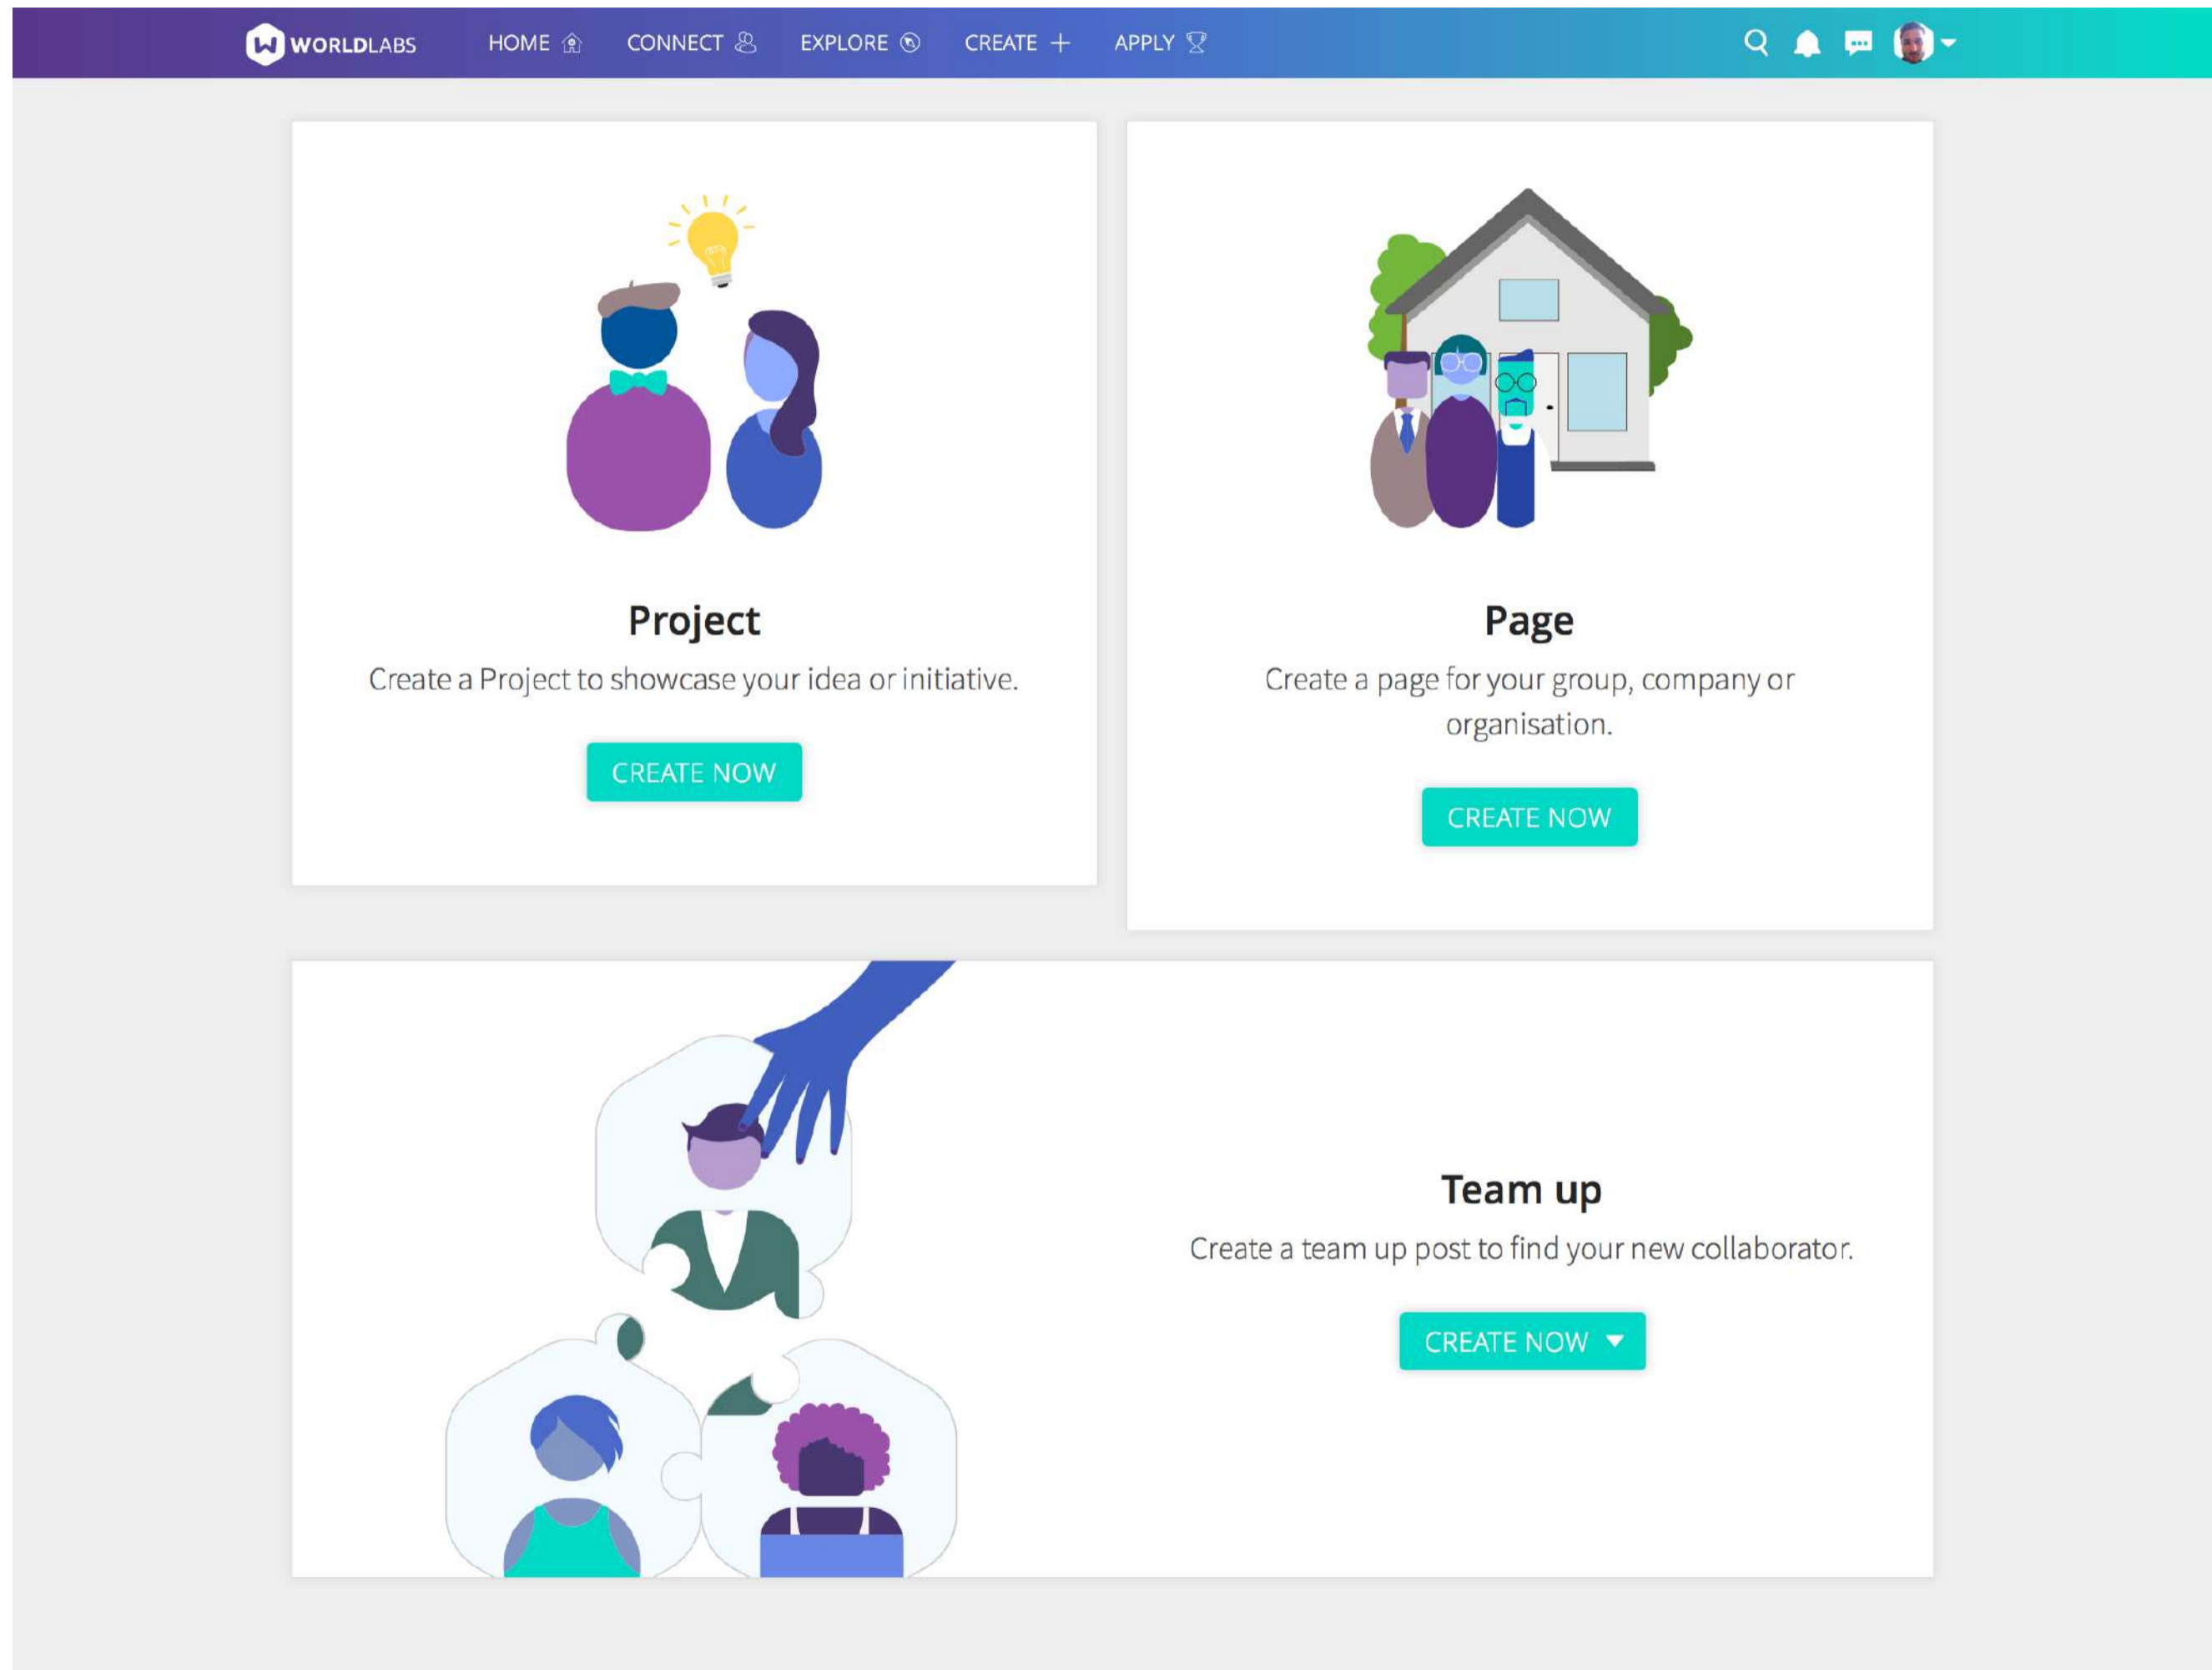 WORLDLABS HOME CONNECT EXPLORE CREATE APPLY
Project
Create a Project to showcase your idea or initiative.
CREATE NOW
Page
Create a page for your group, company or
organisation.
CREATE NOW
Team up
Create a team up post to find your new collaborator.
CREATE NOW